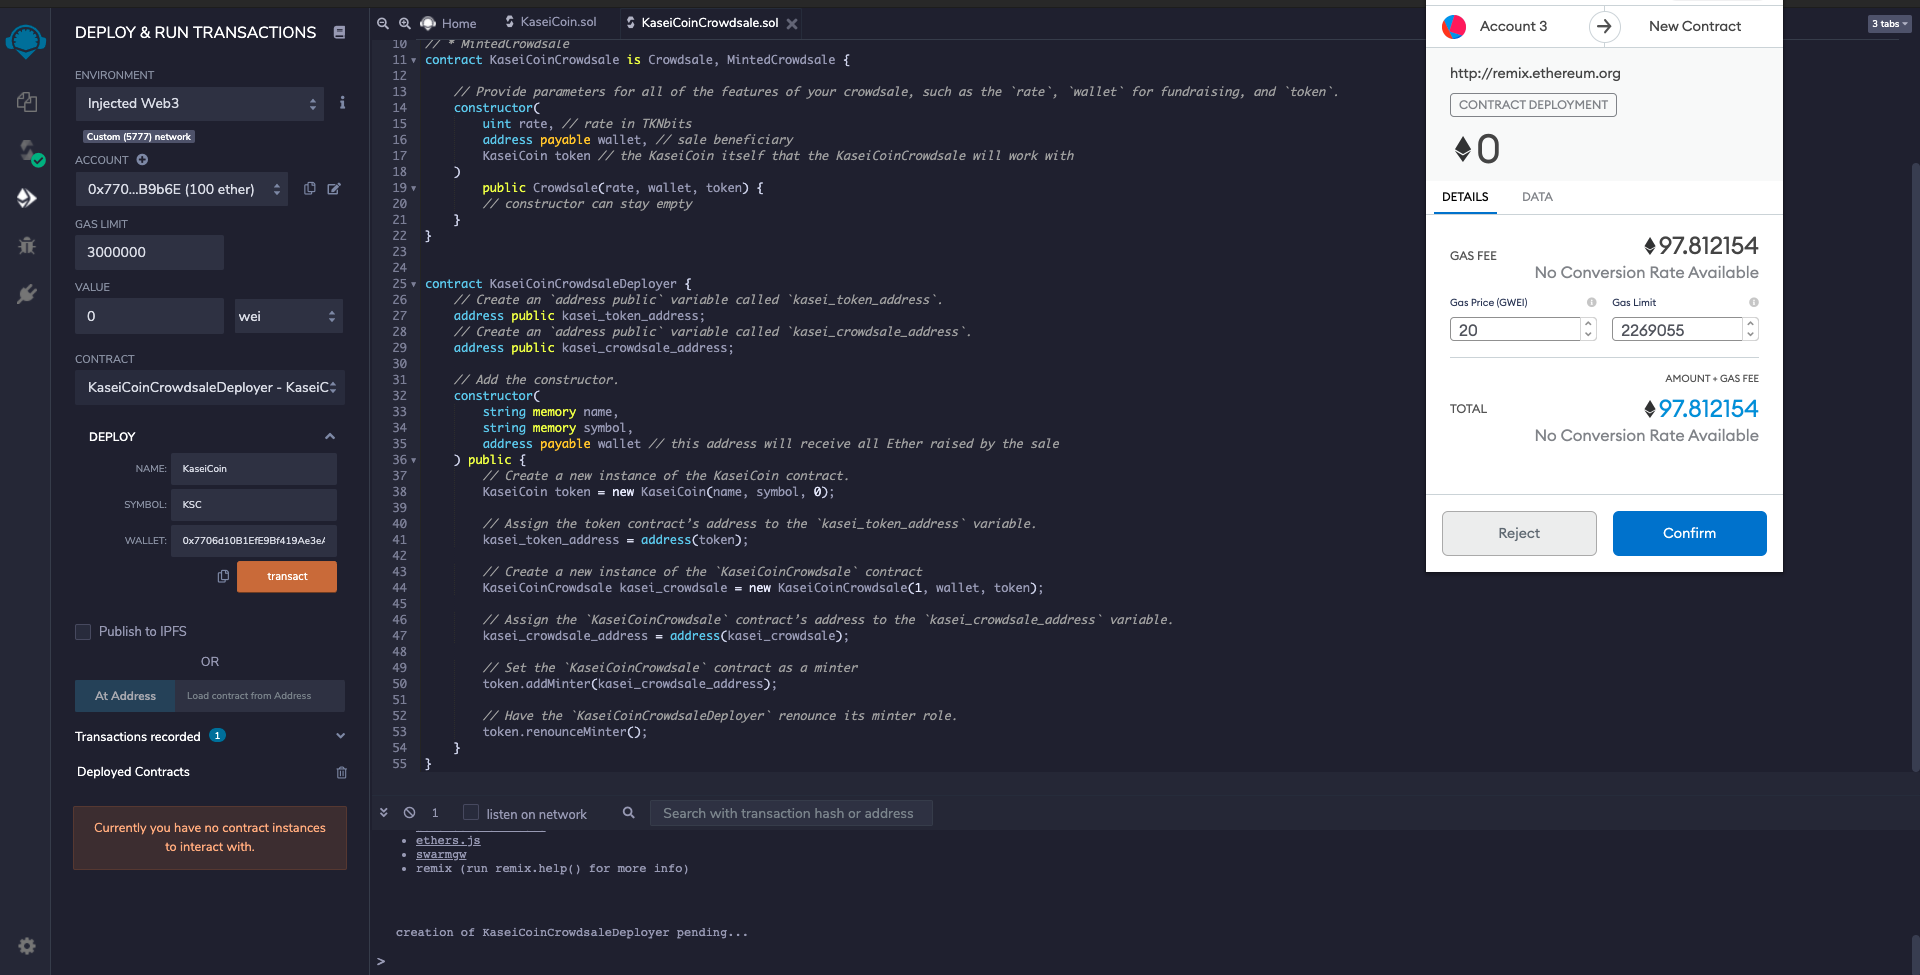 DEPLOY & RUN TRANSACTIONS
ENVIRONMENT
Injected Web3
i
Custom (5777) network
ACCOUNT
0x770...B9b6E (100 ether)
GAS LIMIT
3000000
VALUE
0
wei
CONTRACT
KaseiCoinCrowdsaleDeployer - KaseiC
DEPLOY
NAME:
KaseiCoin
SYMBOL:
KSC
WALLET:
0x7706d10B1EfE9Bf419Ae3eA
transact
Publish to IPFS
OR
At Address
Load contract from Address
Transactions recorded 1
Deployed Contracts
Currently you have no contract instances
to interact with.
Home
KaseiCoin.sol
KaseiCoinCrowdsale.sol
3 tabs
10 // * MintedCrowdsale
11 contract KaseiCoinCrowdsale is Crowdsale, MintedCrowdsale {
12
13 // Provide parameters for all of the features of your crowdsale, such as the `rate`, `wallet` for fundraising, and `token`.
14 constructor(
15 uint rate, // rate in TKNbits
16 address payable wallet, // sale beneficiary
17 KaseiCoin token // the KaseiCoin itself that the KaseiCoinCrowdsale will work with
18 )
19 public Crowdsale(rate, wallet, token) {
20 // constructor can stay empty
21 }
22 }
23
24
25 contract KaseiCoinCrowdsaleDeployer {
26 // Create an `address public` variable called `kasei_token_address`.
27 address public kasei_token_address;
28 // Create an `address public` variable called `kasei_crowdsale_address`.
29 address public kasei_crowdsale_address;
30
31 // Add the constructor.
32 constructor(
33 string memory name,
34 string memory symbol,
35 address payable wallet // this address will receive all Ether raised by the sale
36 ) public {
37 // Create a new instance of the KaseiCoin contract.
38 KaseiCoin token = new KaseiCoin(name, symbol, 0);
39
40 // Assign the token contract's address to the `kasei_token_address` variable.
41 kasei_token_address = address(token);
42
43 // Create a new instance of the `KaseiCoinCrowdsale` contract
44 KaseiCoinCrowdsale kasei_crowdsale = new KaseiCoinCrowdsale(1, wallet, token);
45
46 // Assign the `KaseiCoinCrowdsale` contract's address to the `kasei_crowdsale_address` variable.
47 kasei_crowdsale_address = address(kasei_crowdsale);
48
49 // Set the `KaseiCoinCrowdsale` contract as a minter
50 token.addMinter(kasei_crowdsale_address);
51
52 // Have the `KaseiCoinCrowdsaleDeployer` renounce its minter role.
53 token.renounceMinter();
54 }
55 }
1
listen on network
Search with transaction hash or address
ethers.js
swarmgw
remix (run remix.help() for more info)
creation of KaseiCoinCrowdsaleDeployer pending...
>
Account 3
New Contract
http://remix.ethereum.org
CONTRACT DEPLOYMENT
0
DETAILS
DATA
GAS FEE
97.812154
No Conversion Rate Available
Gas Price (GWEI)
Gas Limit
20
2269055
AMOUNT + GAS FEE
TOTAL
97.812154
No Conversion Rate Available
Reject
Confirm